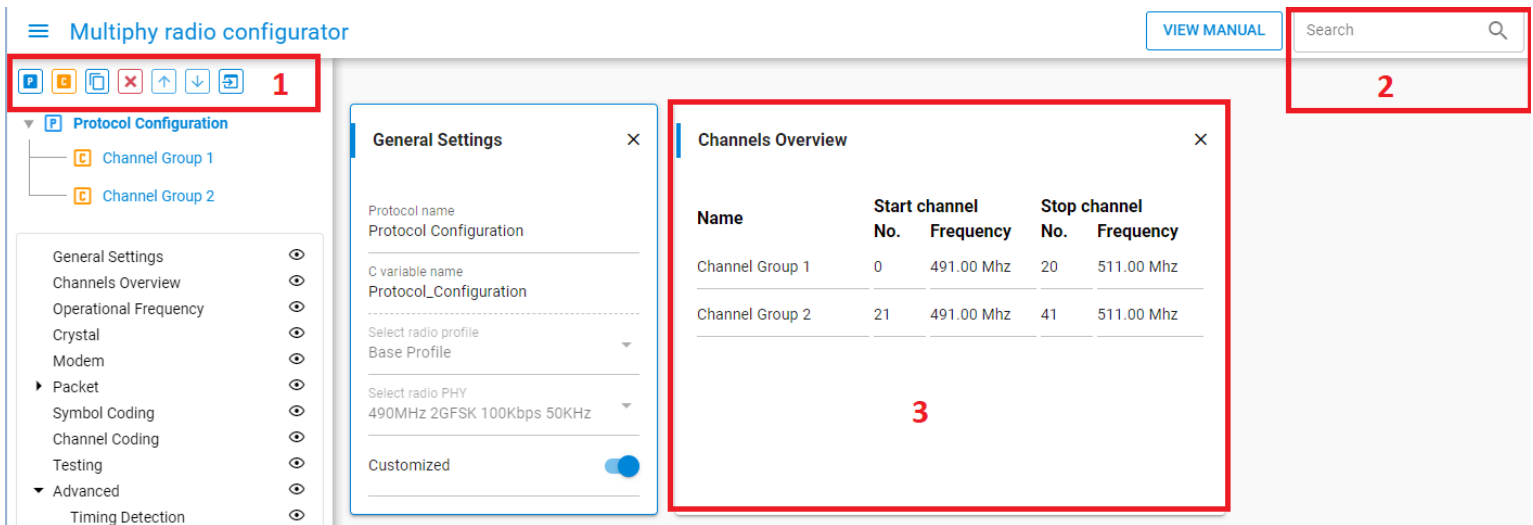 Multiphy radio configurator
VIEW MANUAL
Search
2
P C
1
P Protocol Configuration
C Channel Group 1
C Channel Group 2
General Settings
Channels Overview
Operational Frequency
Crystal
Modem
Packet
Symbol Coding
Channel Coding
Testing
Advanced
Timing Detection
General Settings
Protocol name
Protocol Configuration
C variable name
Protocol_Configuration
Select radio profile
Base Profile
Select radio PHY
490MHz 2GFSK 100Kbps 50KHz
Customized
Channels Overview
Name Start channel Stop channel
No. Frequency No. Frequency
Channel Group 1 0 491.00 Mhz 20 511.00 Mhz
Channel Group 2 21 491.00 Mhz 41 511.00 Mhz
3